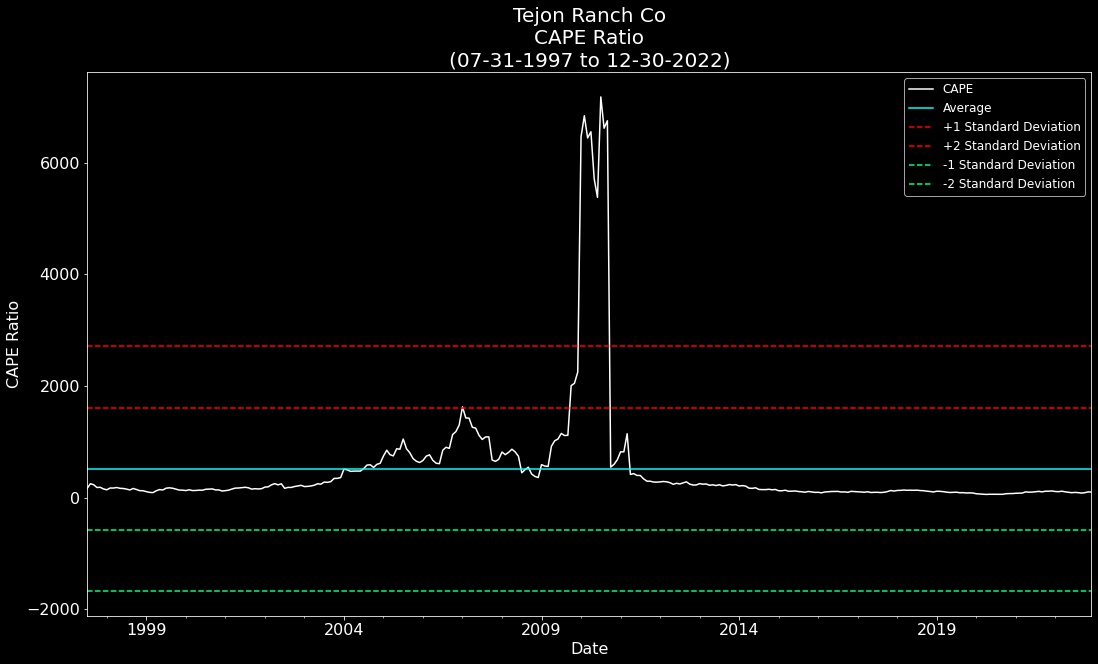 Tejon Ranch Co
CAPE Ratio
(07-31-1997 to 12-30-2022)
CAPE
Average
+1 Standard Deviation
+2 Standard Deviation
-1 Standard Deviation
-2 Standard Deviation
CAPE Ratio
6000
4000
2000
0
−2000
1999
2004
2009
2014
2019
Date